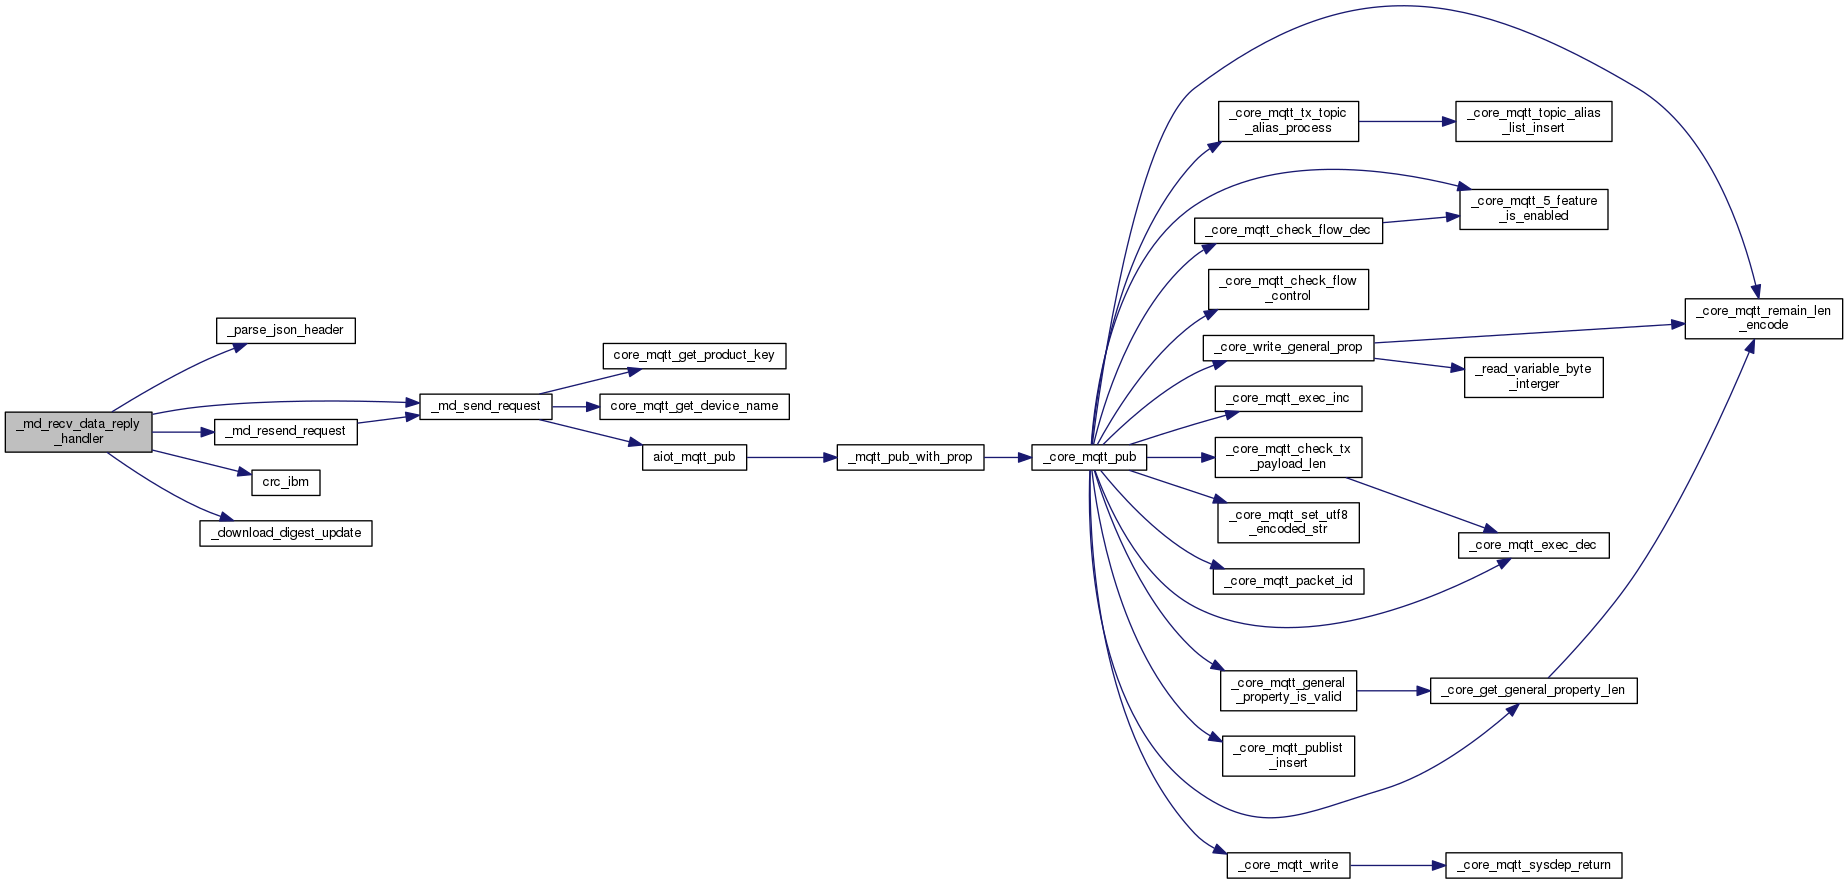 _md_recv_data_reply
_handler
_parse_json_header
_md_resend_request
crc_ibm
_download_digest_update
_md_send_request
core_mqtt_get_product_key
core_mqtt_get_device_name
aiot_mqtt_pub
_mqtt_pub_with_prop
_core_mqtt_pub
_core_mqtt_tx_topic
_alias_process
_core_mqtt_check_flow_dec
_core_mqtt_check_flow
_control
_core_write_general_prop
_core_mqtt_exec_inc
_core_mqtt_check_tx
_payload_len
_core_mqtt_set_utf8
_encoded_str
_core_mqtt_packet_id
_core_mqtt_general
_property_is_valid
_core_mqtt_publist
_insert
_core_mqtt_write
_core_mqtt_topic_alias
_list_insert
_core_mqtt_5_feature
_is_enabled
_read_variable_byte
_interger
_core_mqtt_exec_dec
_core_get_general_property_len
_core_mqtt_sysdep_return
_core_mqtt_remain_len
_encode